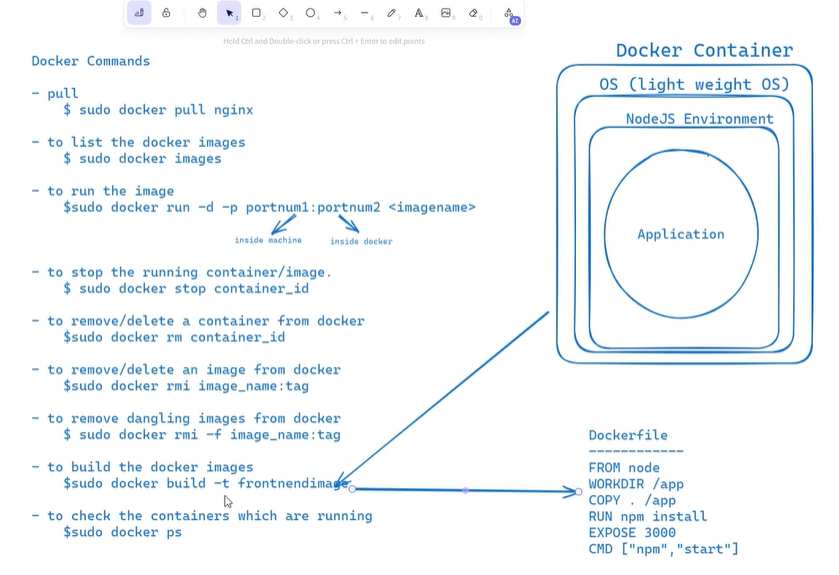 Hold Ctrl and Double-click or press Ctrl + Enter to edit points
Docker Commands
- pull
$ sudo docker pull nginx
- to list the docker images
$ sudo docker images
- to run the image
$sudo docker run -d -p portnum1:portnum2 <imagename>
inside machine
inside docker
- to stop the running container/image.
$ sudo docker stop container_id
- to remove/delete a container from docker
$sudo docker rm container_id
- to remove/delete an image from docker
$sudo docker rmi image_name:tag
- to remove dangling images from docker
$ sudo docker rmi -f image_name:tag
- to build the docker images
$sudo docker build -t frontnendimage .
- to check the containers which are running
$sudo docker ps
Docker Container
OS (light weight OS)
NodeJS Environment
Application
Dockerfile
------------
FROM node
WORKDIR /app
COPY . /app
RUN npm install
EXPOSE 3000
CMD ["npm","start"]